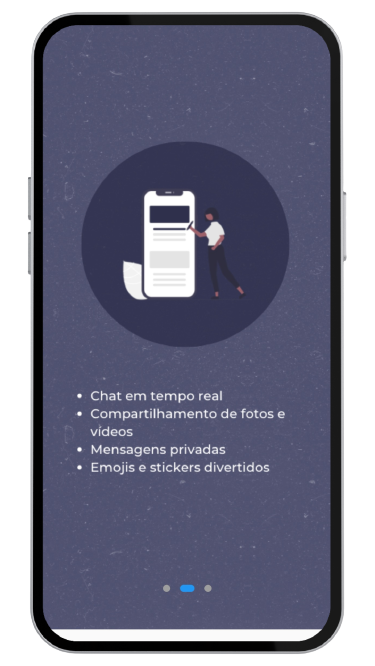 • Chat em tempo real
• Compartilhamento de fotos e
vídeos
• Mensagens privadas
• Emojis e stickers divertidos